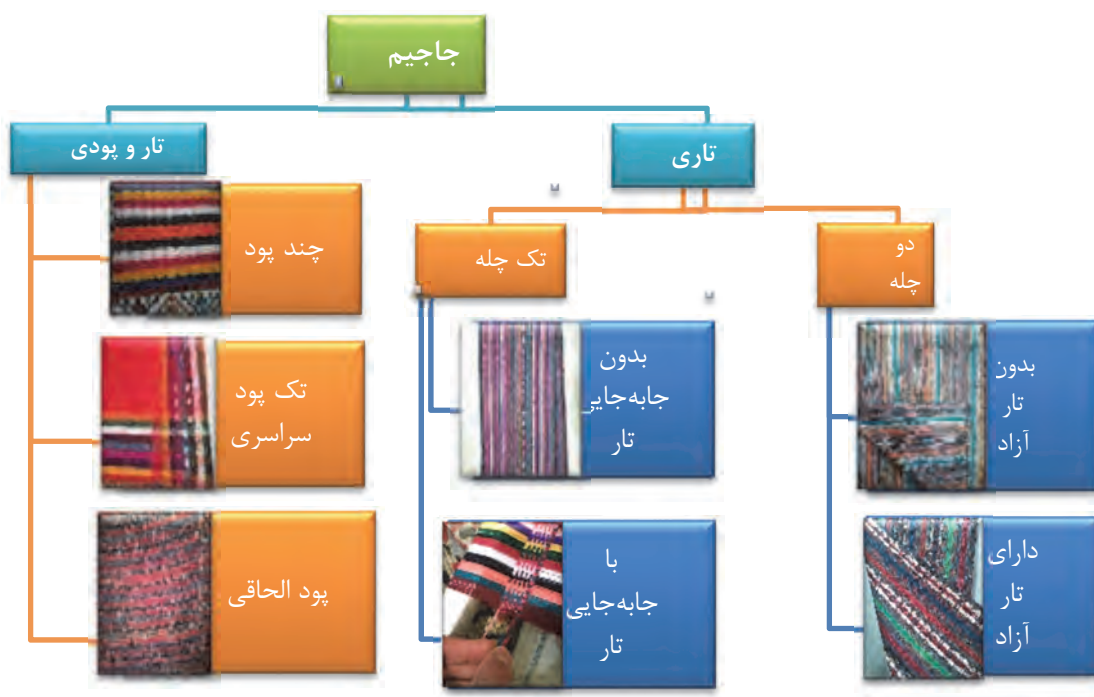 جاجیم
تاری
تار و پودی
دو
چله
تک چله
بدون
تار
آزاد
دارای
تار
آزاد
بدون
جابه‌جایی
تار
با
جابه‌جایی
تار
چند پود
تک پود
سراسری
پود الحاقی